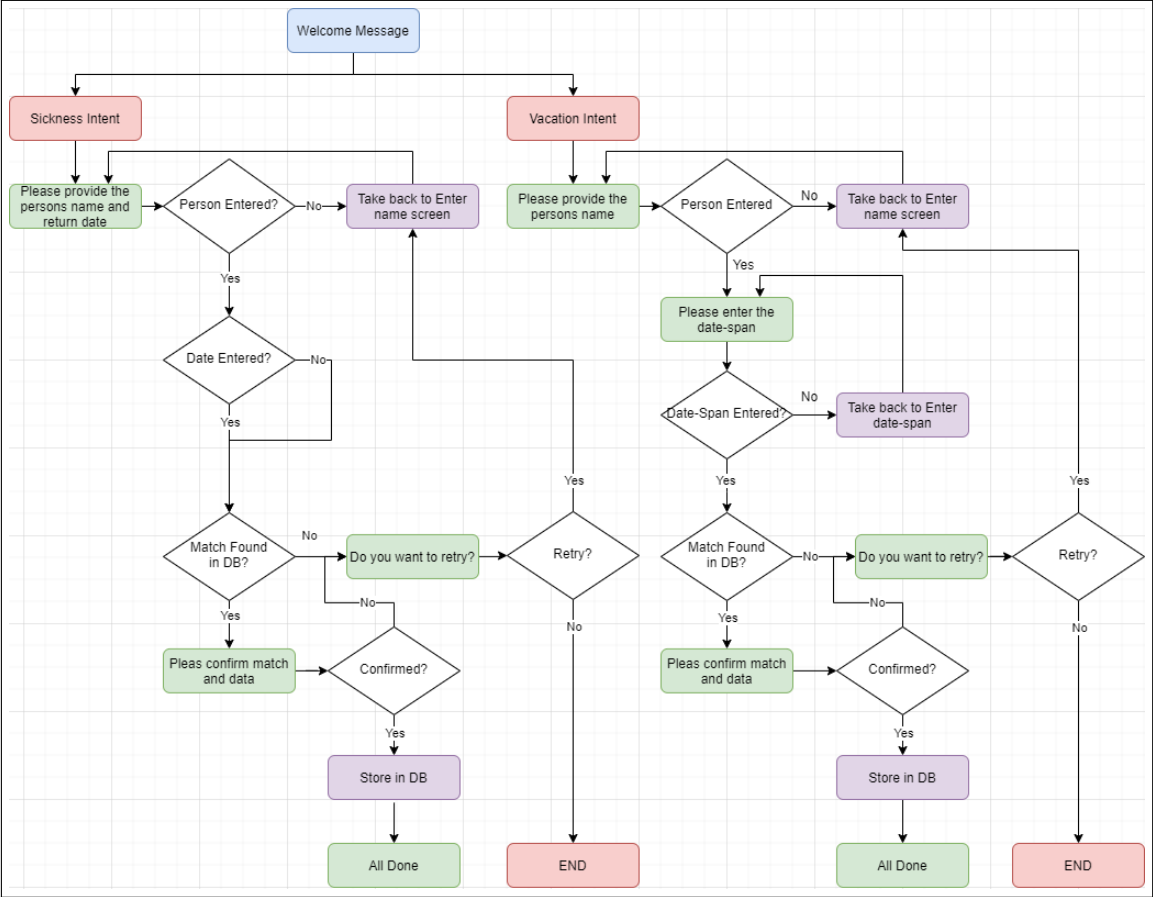 Welcome Message
Sickness Intent
Vacation Intent
Please provide the
persons name and
return date
Person Entered?
No
Take back to Enter
name screen
Please provide the
persons name
Person Entered
No
Take back to Enter
name screen
Yes
Yes
Please enter the
date-span
Date Entered?
No
Yes
Date-Span Entered?
No
Take back to Enter
date-span
Yes
Yes
Yes
Match Found
in DB?
No
Do you want to retry?
Retry?
Match Found
in DB?
No
Do you want to retry?
Retry?
No
No
Yes
No
Yes
No
Pleas confirm match
and data
Confirmed?
Pleas confirm match
and data
Confirmed?
Yes
Yes
Store in DB
Store in DB
All Done
END
All Done
END